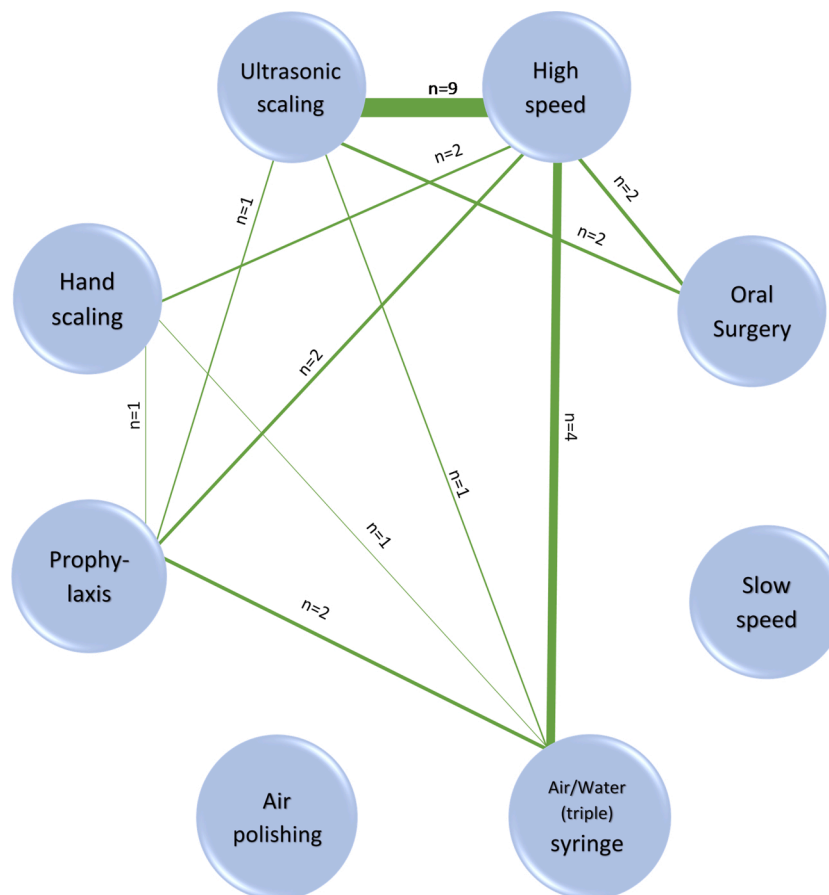 Ultrasonic
scaling
n=9
High
speed
n=2
n=2
n=1
n=2
Hand
scaling
Oral
Surgery
n=2
n=1
n=4
n=1
n=1
Prophy-
laxis
Slow
speed
n=2
Air
polishing
Air/Water
(triple)
syringe